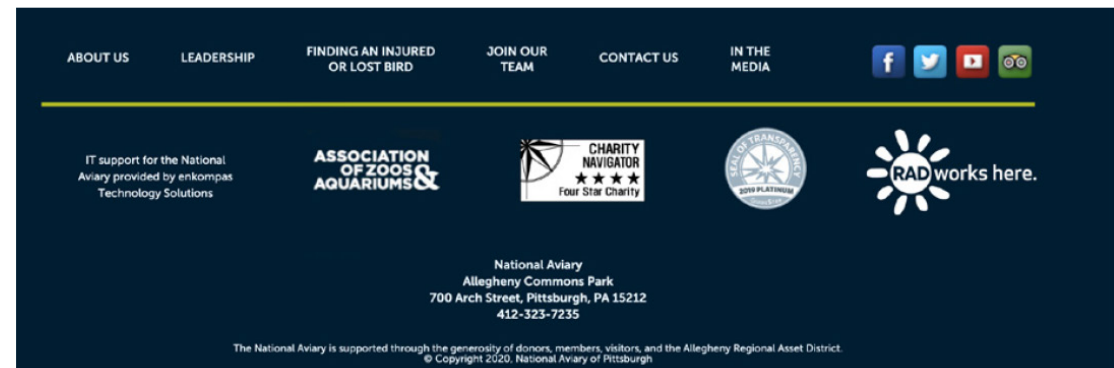 ABOUT US
LEADERSHIP
FINDING AN INJURED
OR LOST BIRD
JOIN OUR
TEAM
CONTACT US
IN THE
MEDIA
f
IT support for the National
Aviary provided by enkompas
Technology Solutions
ASSOCIATION
OF ZOOS
AQUARIUMS &
CHARITY
NAVIGATOR
★★★★
Four Star Charity
SEAL OF TRANSPARENCY
2019 PLATINUM
GuideStar
RAD works here.
National Aviary
Allegheny Commons Park
700 Arch Street, Pittsburgh, PA 15212
412-323-7235
The National Aviary is supported through the generosity of donors, members, visitors, and the Allegheny Regional Asset District.
© Copyright 2020, National Aviary of Pittsburgh